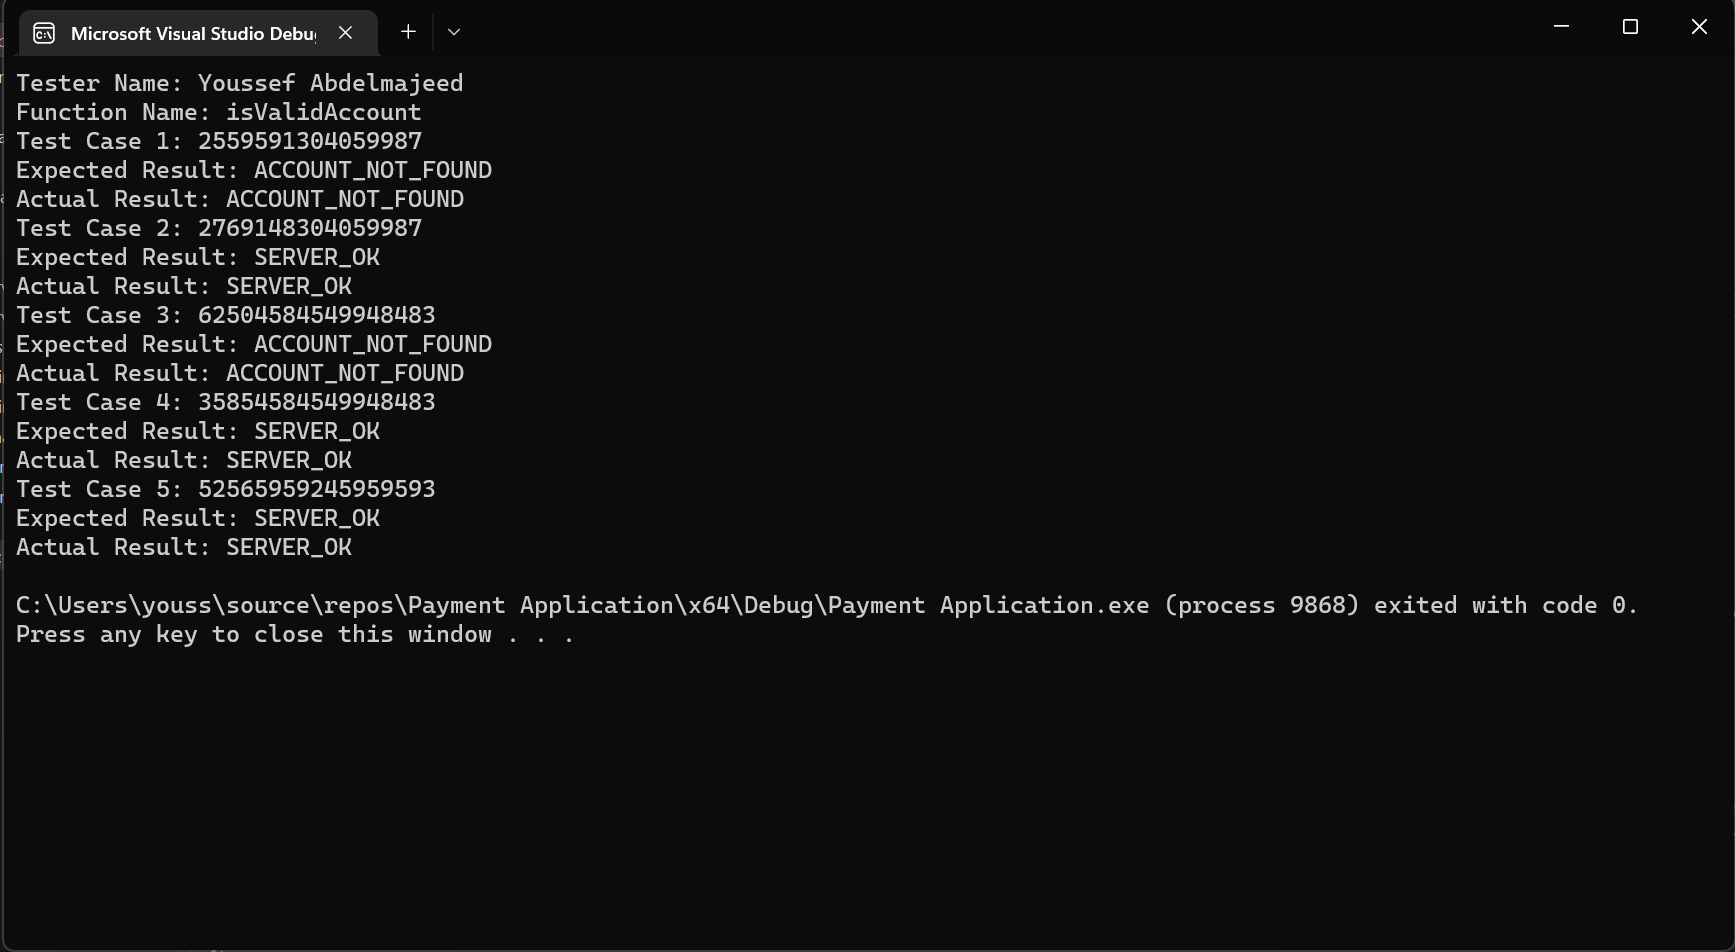 Microsoft Visual Studio Debug
Tester Name: Youssef Abdelmajeed
Function Name: isValidAccount
Test Case 1: 2559591304059987
Expected Result: ACCOUNT_NOT_FOUND
Actual Result: ACCOUNT_NOT_FOUND
Test Case 2: 2769148304059987
Expected Result: SERVER_OK
Actual Result: SERVER_OK
Test Case 3: 62504584549948483
Expected Result: ACCOUNT_NOT_FOUND
Actual Result: ACCOUNT_NOT_FOUND
Test Case 4: 35854584549948483
Expected Result: SERVER_OK
Actual Result: SERVER_OK
Test Case 5: 52565959245959593
Expected Result: SERVER_OK
Actual Result: SERVER_OK
C:\Users\youss\source\repos\Payment Application\x64\Debug\Payment Application.exe (process 9868) exited with code 0.
Press any key to close this window . . .